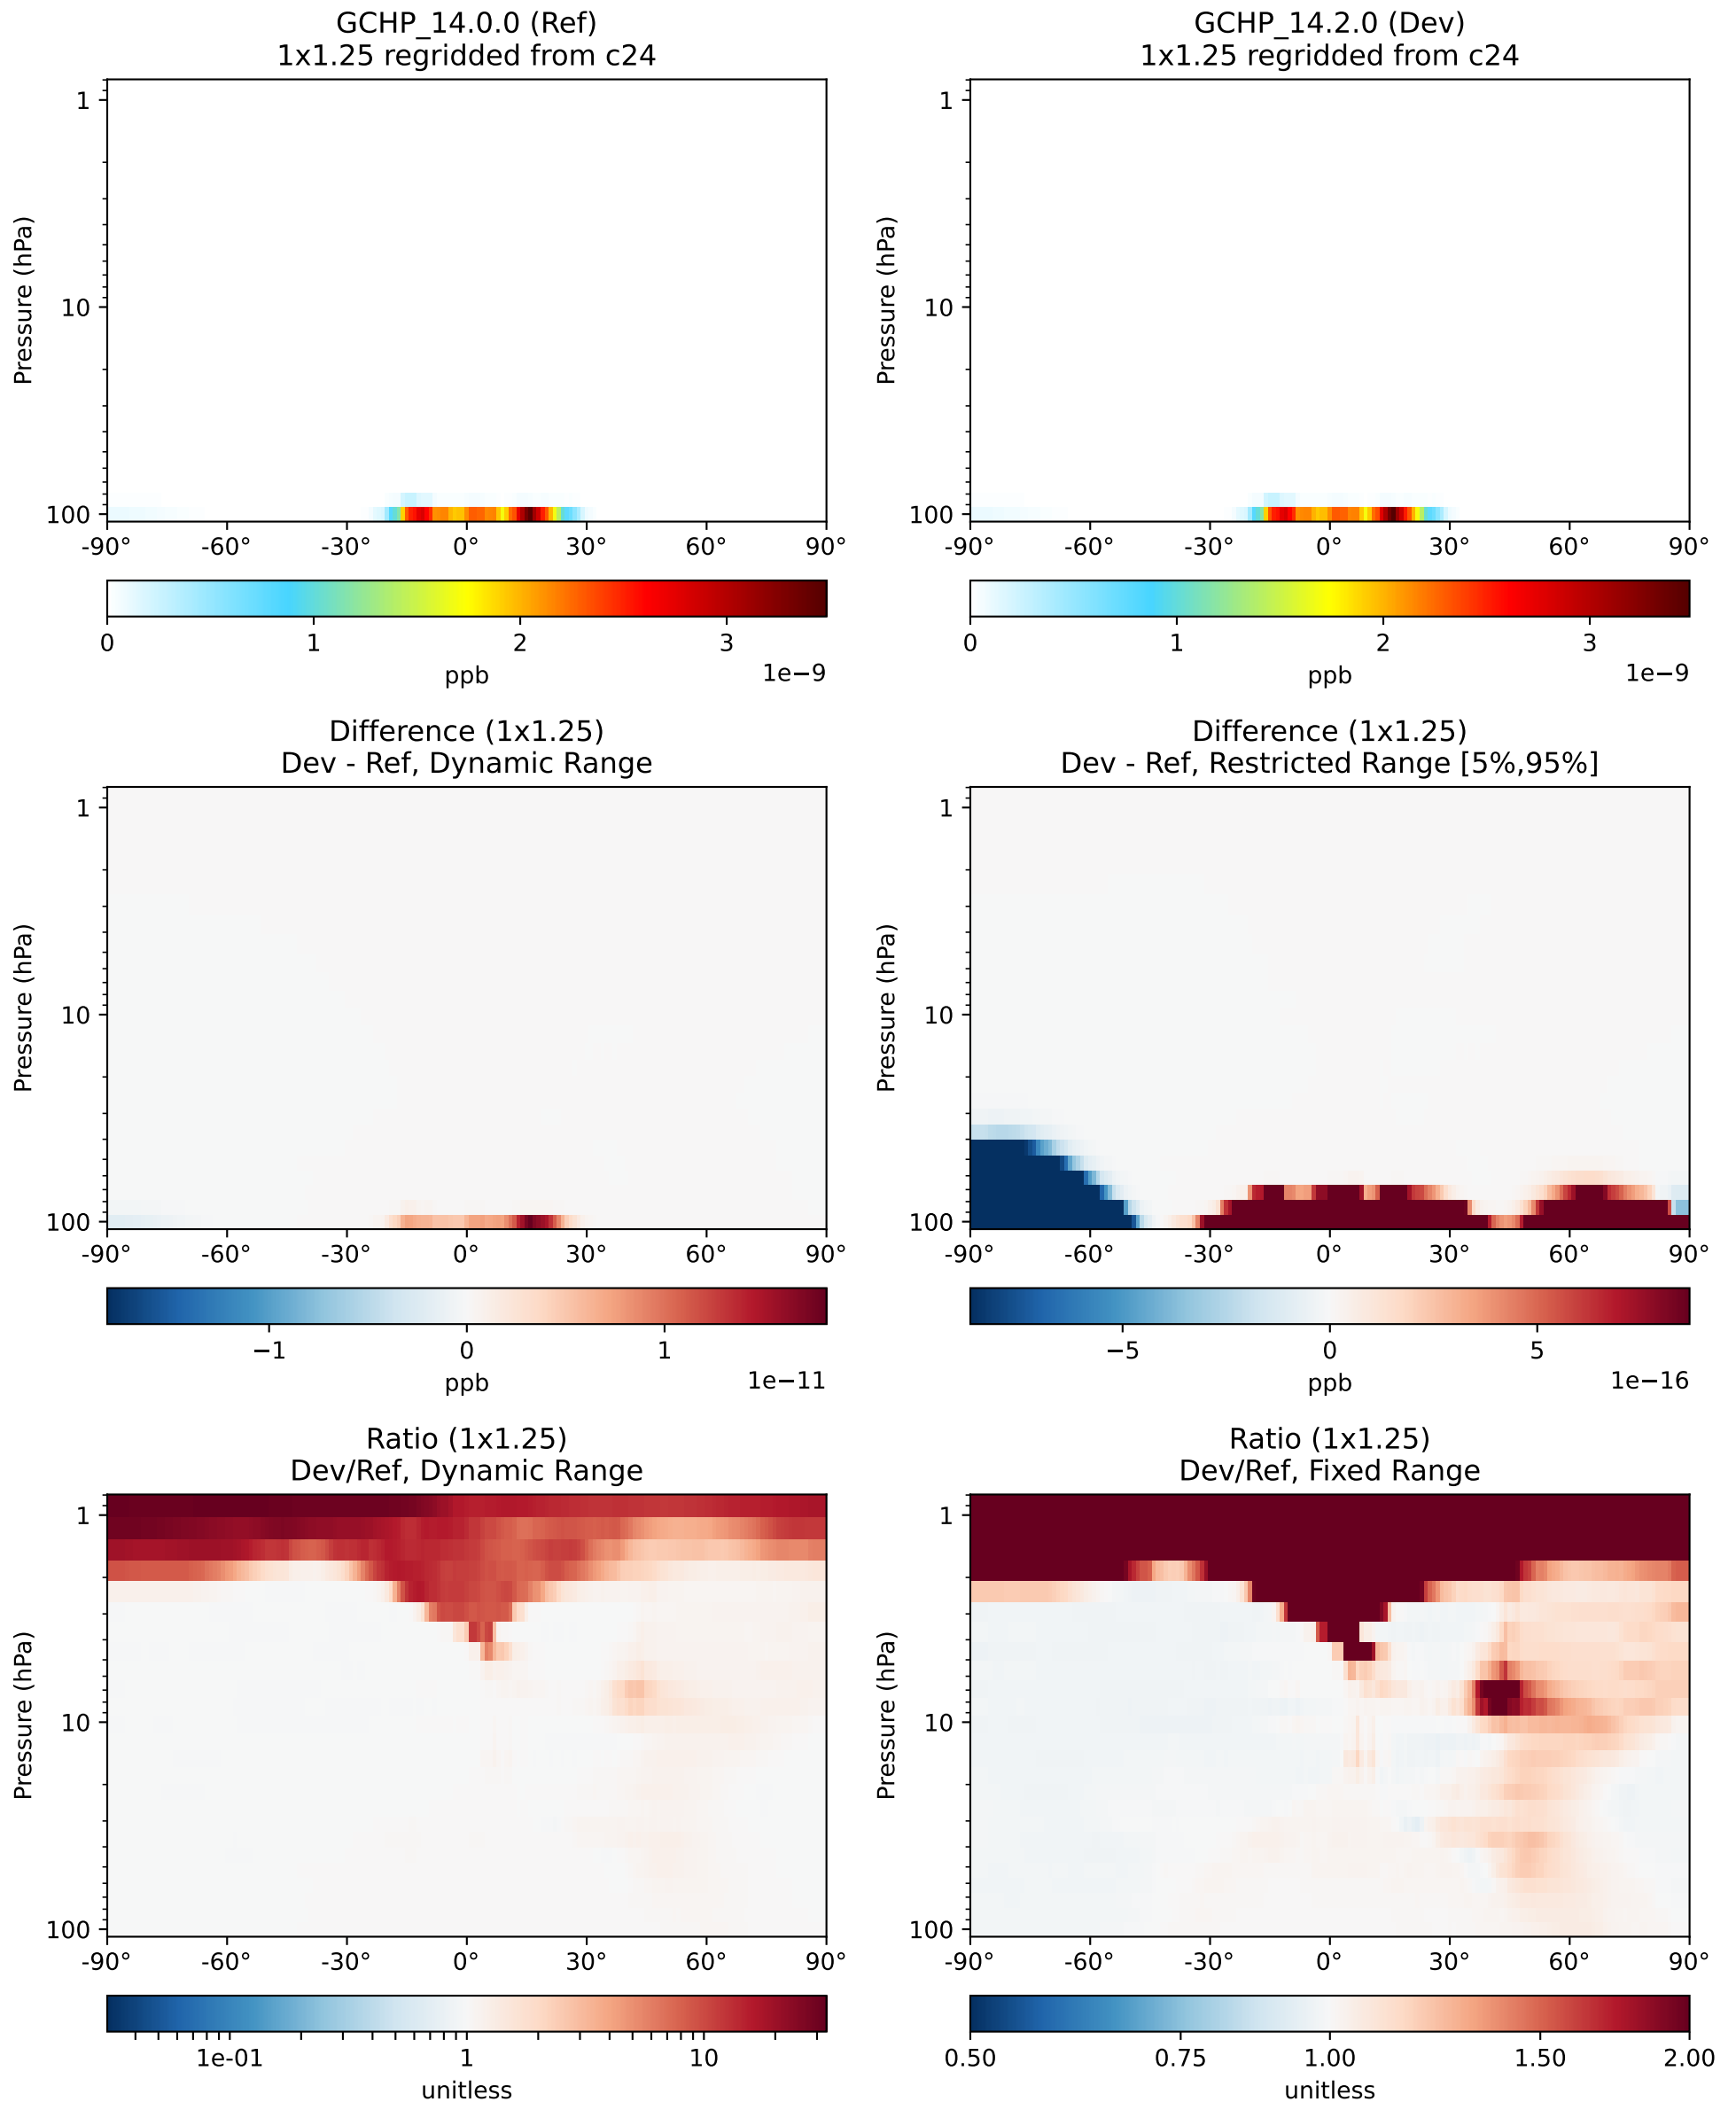 GCHP_14.0.0 (Ref)
1x1.25 regridded from c24
Pressure (hPa)
1
10
100
-90° -60° -30° 0° 30° 60° 90°
0 1 2 3
ppb
1e−9
GCHP_14.2.0 (Dev)
1x1.25 regridded from c24
Pressure (hPa)
1
10
100
-90° -60° -30° 0° 30° 60° 90°
0 1 2 3
ppb
1e−9
Difference (1x1.25)
Dev - Ref, Dynamic Range
Pressure (hPa)
1
10
100
-90° -60° -30° 0° 30° 60° 90°
−1 0 1
ppb
1e−11
Difference (1x1.25)
Dev - Ref, Restricted Range [5%,95%]
Pressure (hPa)
1
10
100
-90° -60° -30° 0° 30° 60° 90°
−5 0 5
ppb
1e−16
Ratio (1x1.25)
Dev/Ref, Dynamic Range
Pressure (hPa)
1
10
100
-90° -60° -30° 0° 30° 60° 90°
1e-01 1 10
unitless
Ratio (1x1.25)
Dev/Ref, Fixed Range
Pressure (hPa)
1
10
100
-90° -60° -30° 0° 30° 60° 90°
0.50 0.75 1.00 1.50 2.00
unitless